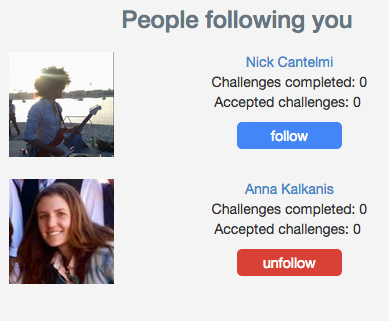 People following you
Nick Cantelmi
Challenges completed: 0
Accepted challenges: 0
follow
Anna Kalkanis
Challenges completed: 0
Accepted challenges: 0
unfollow